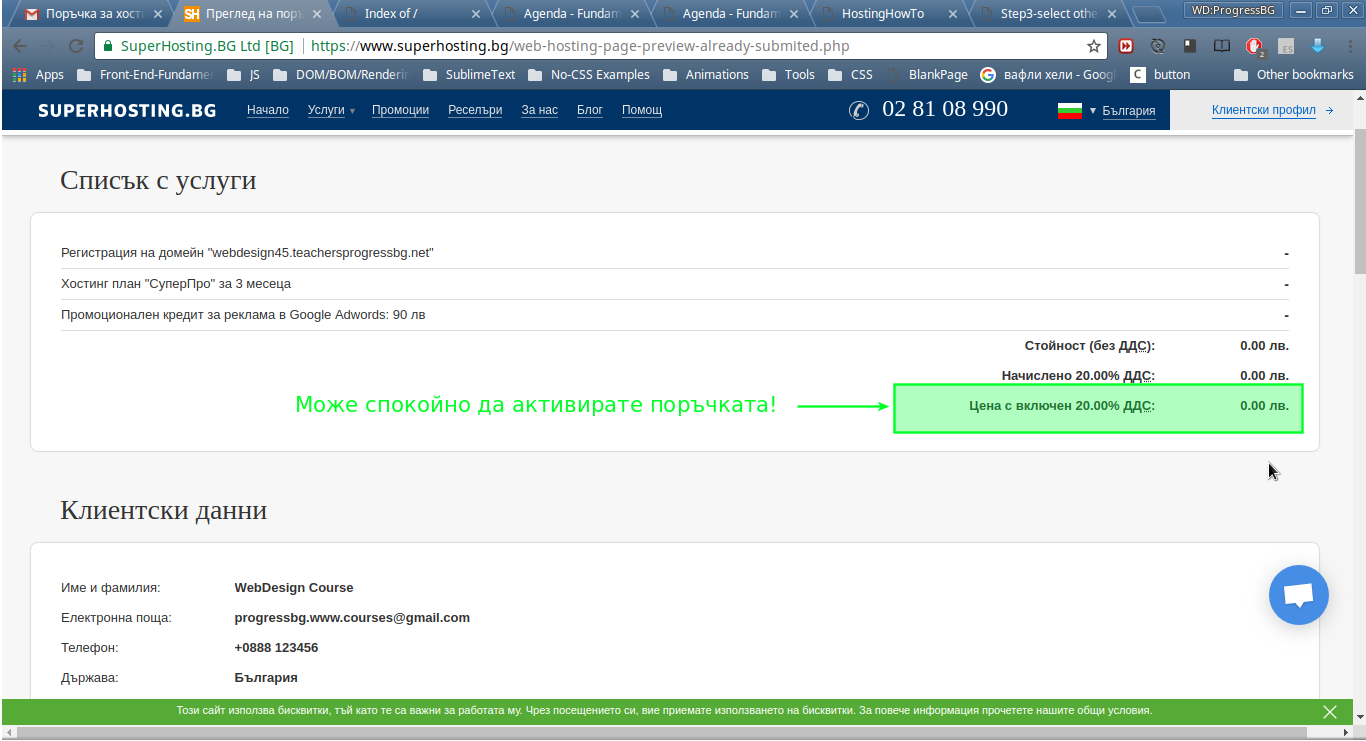 Поръчка за хост
Преглед на пор
Index of /
Agenda - Fundam
Agenda - Fundam
HostingHowTo
Step3-select othe
WD:ProgressBG
SuperHosting.BG Ltd [BG]
https://www.superhosting.bg/web-hosting-page-preview-already-submited.php
2
ES
Apps
Front-End-Fundame
JS
DOM/BOM/Renderin
SublimeText
No-CSS Examples
Animations
Tools
CSS
BlankPage
вафли хели - Googl
C button
Other bookmarks
SUPERHOSTING.BG
Начало
Услуги
Промоции
Реселъри
За нас
Блог
Помощ
02 81 08 990
България
Клиентски профил
Списък с услуги
Регистрация на домейн "webdesign45.teachersprogressbg.net" -
Хостинг план "СуперПро" за 3 месеца -
Промоционален кредит за реклама в Google Adwords: 90 лв -
Стойност (без ДДС): 0.00 лв.
Начислено 20.00% ДДС: 0.00 лв.
Може спокойно да активирате поръчката!
Цена с включен 20.00% ДДС: 0.00 лв.
Клиентски данни
Име и фамилия: WebDesign Course
Електронна поща: progressbg.www.courses@gmail.com
Телефон: +0888 123456
Държава: България
Този сайт използва бисквитки, тъй като те са важни за работата му. Чрез посещението си, вие приемате използването на бисквитки. За повече информация прочетете нашите общи условия.